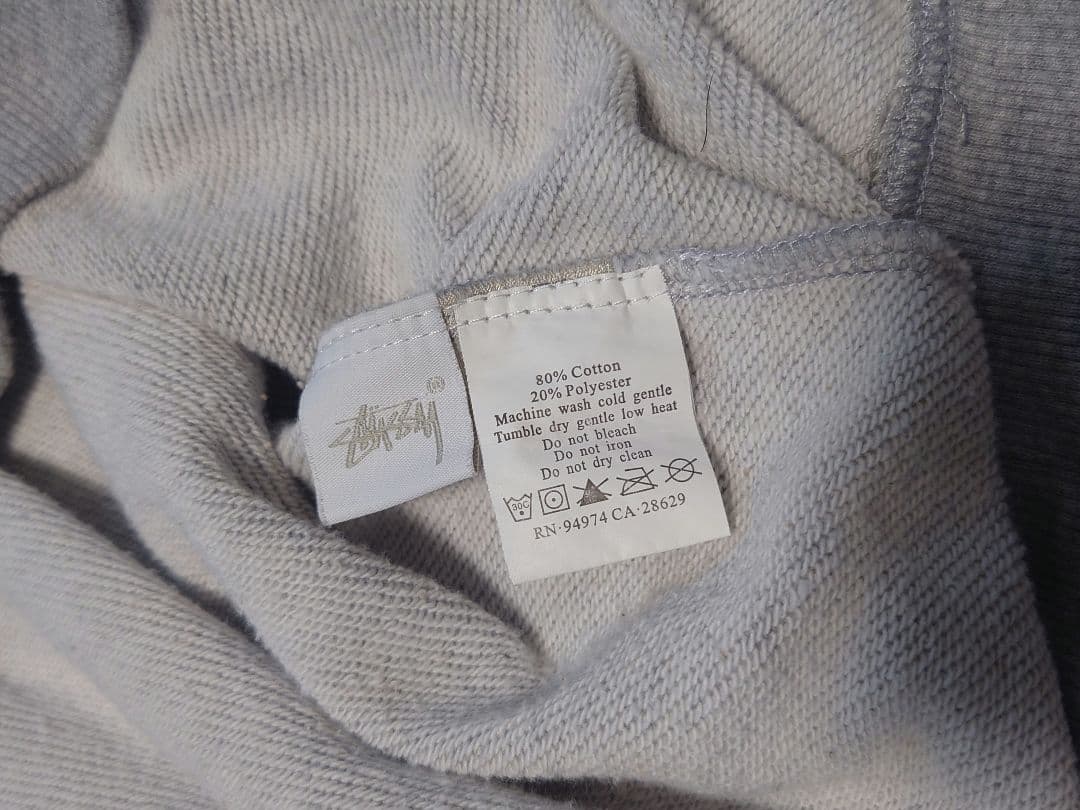 STÜSSY ®
80% Cotton
20% Polyester
Machine wash cold gentle
Tumble dry gentle low heat
Do not bleach
Do not iron
Do not dry clean
30C
RN·94974 CA·28629